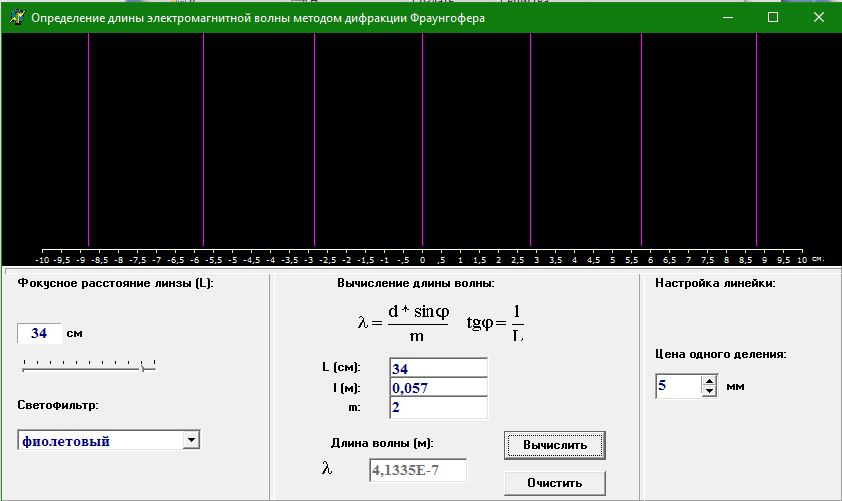 Определение длины электромагнитной волны методом дифракции Фраунгофера
-10 -9,5 -9 -8,5 -8 -7,5 -7 -6,5 -6 -5,5 -5 -4,5 -4 -3,5 -3 -2,5 -2 -1,5 -1 -,5 0 ,5 1 1,5 2 2,5 3 3,5 4 4,5 5 5,5 6 6,5 7 7,5 8 8,5 9 9,5 10 см.
Фокусное расстояние линзы (L):
34 см
Светофильтр:
фиолетовый
Вычисление длины волны:
λ = d * sinφ / m tgφ = l / L
L (см): 34
l (м): 0,057
m: 2
Длина волны (м):
λ 4,1335E-7
Вычислить
Очистить
Настройка линейки:
Цена одного деления:
5 мм